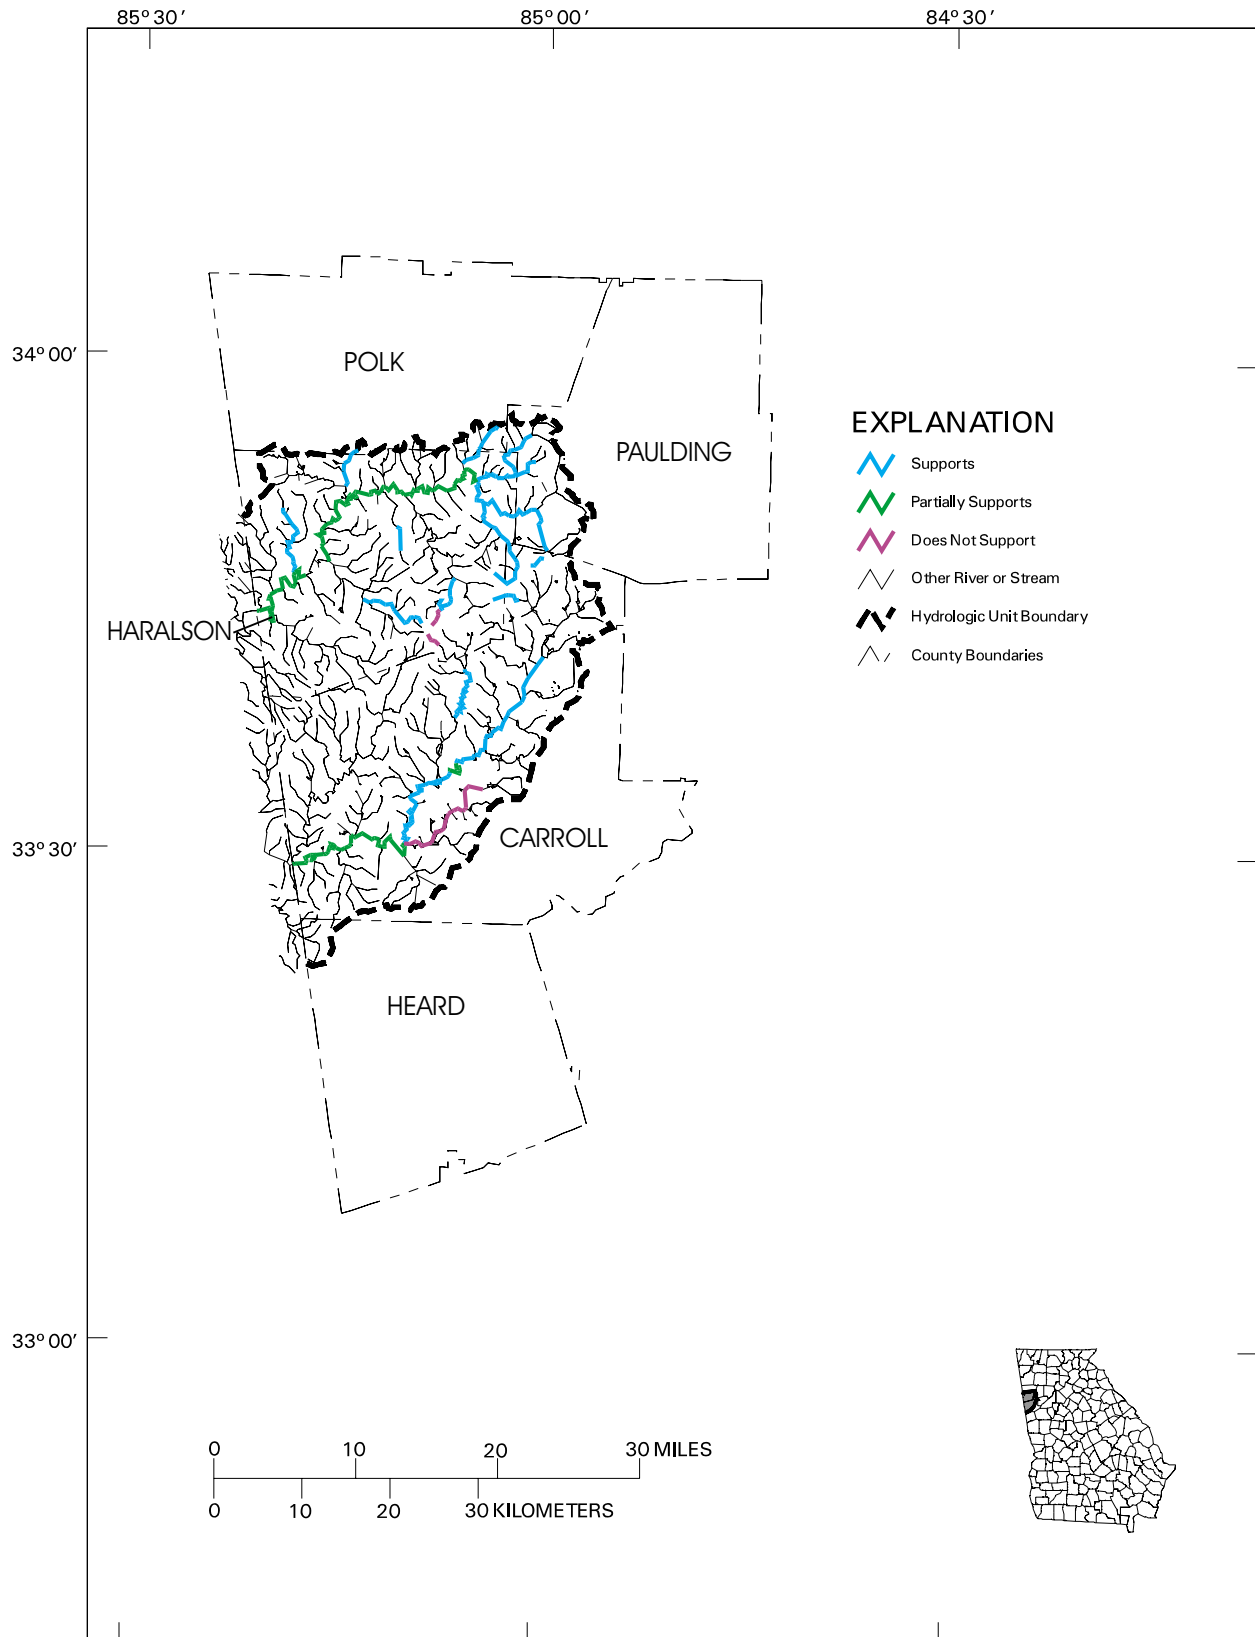 85° 30 ′ 85° 00 ′ 84° 30 ′
34° 00′
POLK
PAULDING
EXPLANATION
Supports
Partially Supports
Does Not Support
Other River or Stream
Hydrologic Unit Boundary
County Boundaries
HARALSON
33° 30′
CARROLL
HEARD
33° 00′
0 10 20 30 MILES
0 10 20 30 KILOMETERS